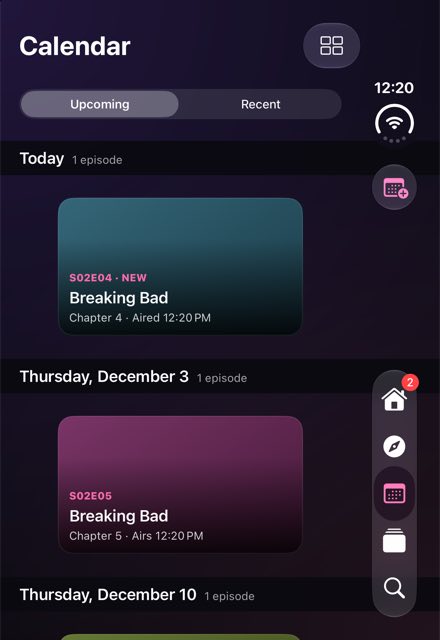 Calendar
12:20
Upcoming
Recent
Today 1 episode
S02E04 · NEW
Breaking Bad
Chapter 4 · Aired 12:20 PM
Thursday, December 3 1 episode
2
S02E05
Breaking Bad
Chapter 5 · Airs 12:20 PM
Thursday, December 10 1 episode